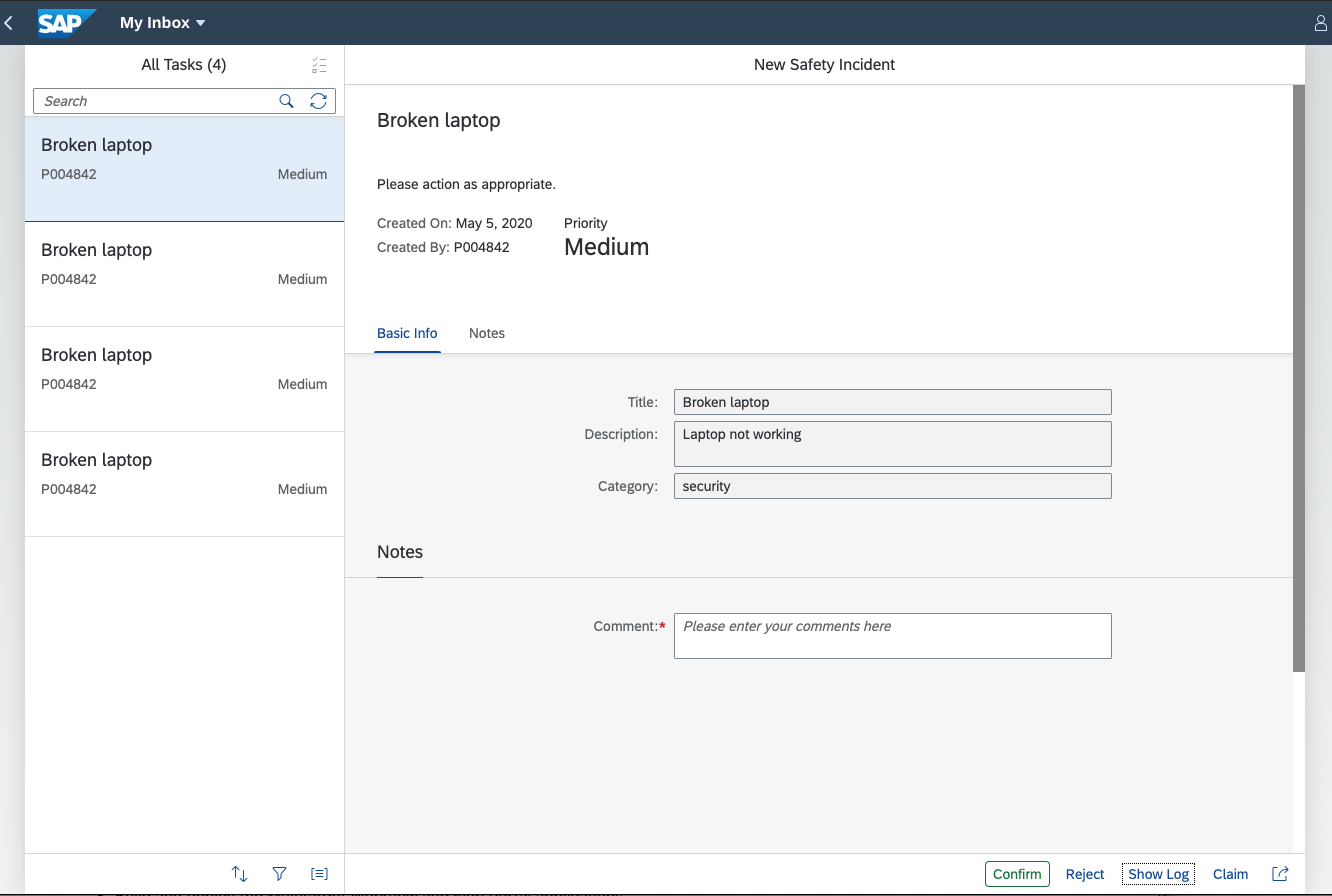 SAP My Inbox
All Tasks (4)
Search
Broken laptop
P004842 Medium
Broken laptop
P004842 Medium
Broken laptop
P004842 Medium
Broken laptop
P004842 Medium
New Safety Incident
Broken laptop
Please action as appropriate.
Created On: May 5, 2020 Priority
Created By: P004842 Medium
Basic Info Notes
Title: Broken laptop
Description: Laptop not working
Category: security
Notes
Comment:* Please enter your comments here
Confirm Reject Show Log Claim